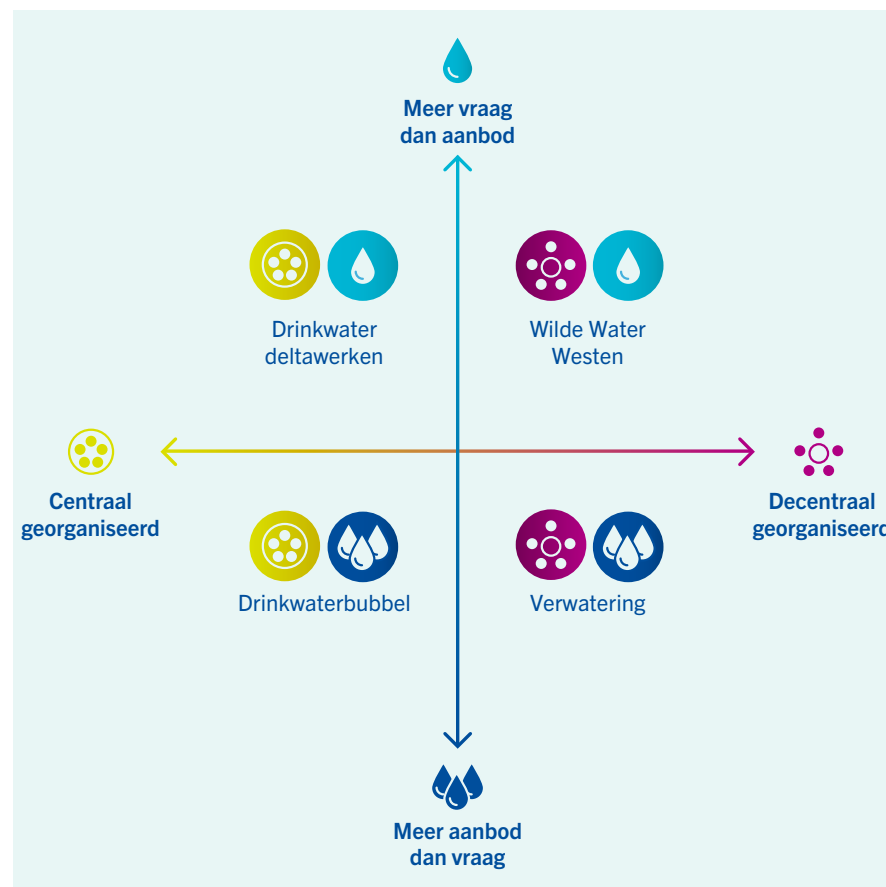 Meer vraag
dan aanbod
Drinkwater
deltawerken
Wilde Water
Westen
Centraal
georganiseerd
Decentraal
georganiseerd
Drinkwaterbubbel
Verwatering
Meer aanbod
dan vraag